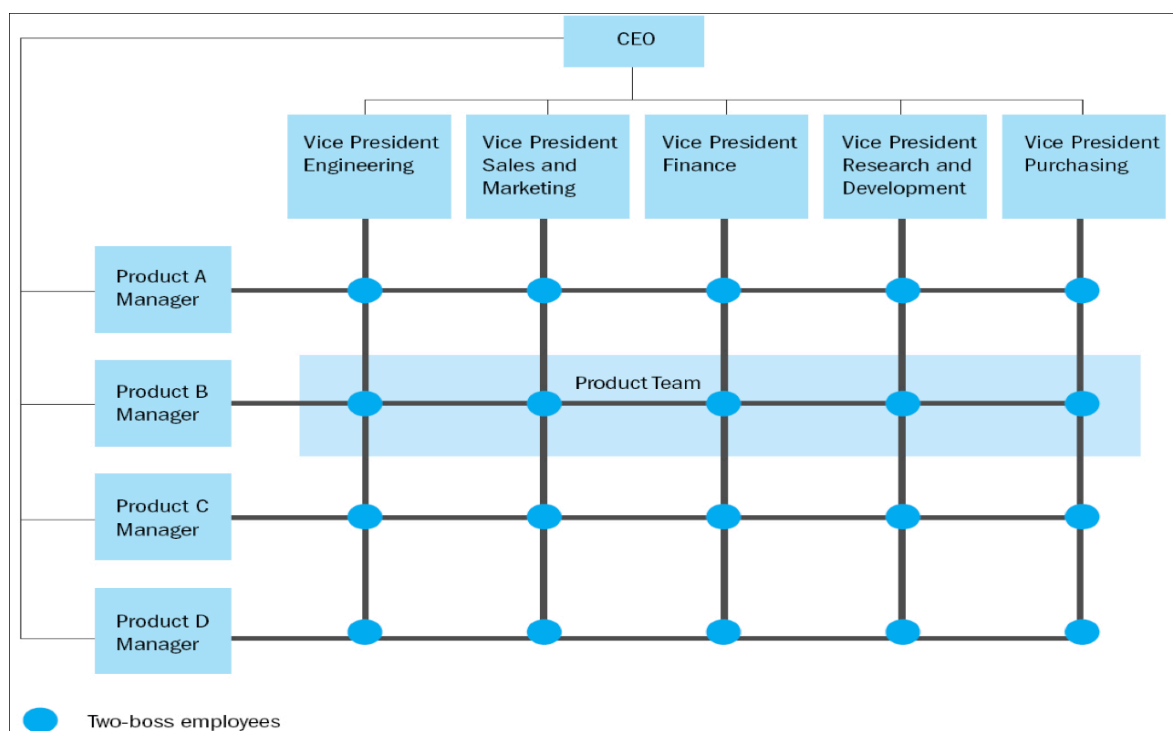 CEO
Vice President
Engineering
Vice President
Sales and
Marketing
Vice President
Finance
Vice President
Research and
Development
Vice President
Purchasing
Product A
Manager
Product B
Manager
Product Team
Product C
Manager
Product D
Manager
Two-boss employees